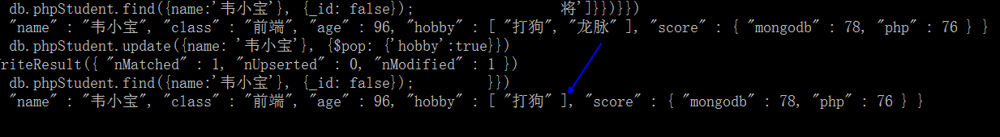 db.phpStudent.find({name:'韦小宝'}, {_id: false}); 将']}})}})
"name" : "韦小宝", "class" : "前端", "age" : 96, "hobby" : [ "打狗", "龙脉" ], "score" : { "mongodb" : 78, "php" : 76 } }
db.phpStudent.update({name: '韦小宝'}, {$pop: {'hobby':true}})
riteResult({ "nMatched" : 1, "nUpserted" : 0, "nModified" : 1 })
db.phpStudent.find({name:'韦小宝'}, {_id: false}); }})
"name" : "韦小宝", "class" : "前端", "age" : 96, "hobby" : [ "打狗" ], "score" : { "mongodb" : 78, "php" : 76 } }